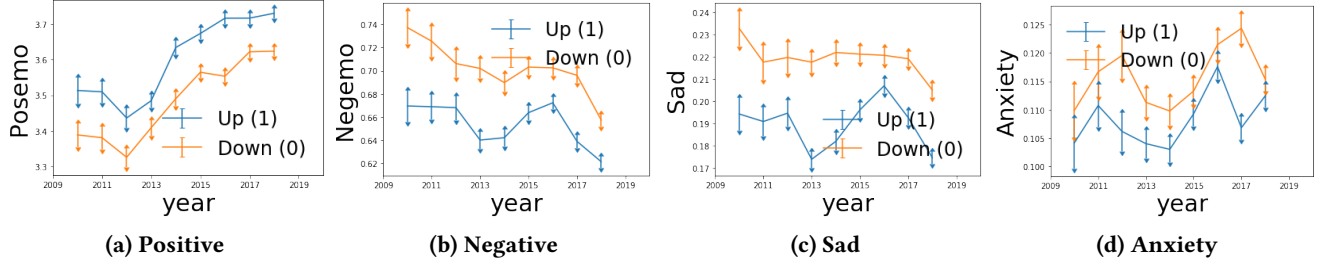 Posemo
3.7
3.6
3.5
3.4
3.3
2009 2011 2013 2015 2017 2019
year
Up (1)
Down (0)
(a) Positive
Negemo
0.74
0.72
0.70
0.68
0.66
0.64
0.62
2009 2011 2013 2015 2017 2019
year
Up (1)
Down (0)
(b) Negative
Sad
0.24
0.23
0.22
0.21
0.20
0.19
0.18
0.17
2009 2011 2013 2015 2017 2019
year
Up (1)
Down (0)
(c) Sad
Anxiety
0.125
0.120
0.115
0.110
0.105
0.100
2009 2011 2013 2015 2017 2019
year
Up (1)
Down (0)
(d) Anxiety